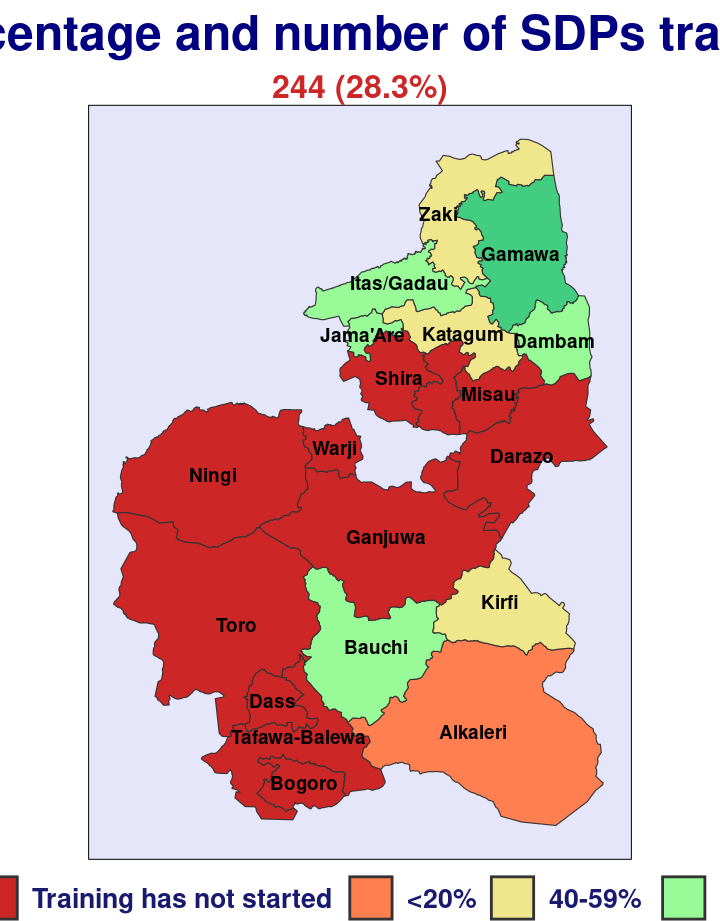 centage and number of SDPs tra
244 (28.3%)
Zaki
Gamawa
Itas/Gadau
Jama'Are
Katagum
Dambam
Shira
Misau
Warji
Darazo
Ningi
Ganjuwa
Kirfi
Toro
Bauchi
Dass
Alkaleri
Tafawa-Balewa
Bogoro
Training has not started <20% 40-59%